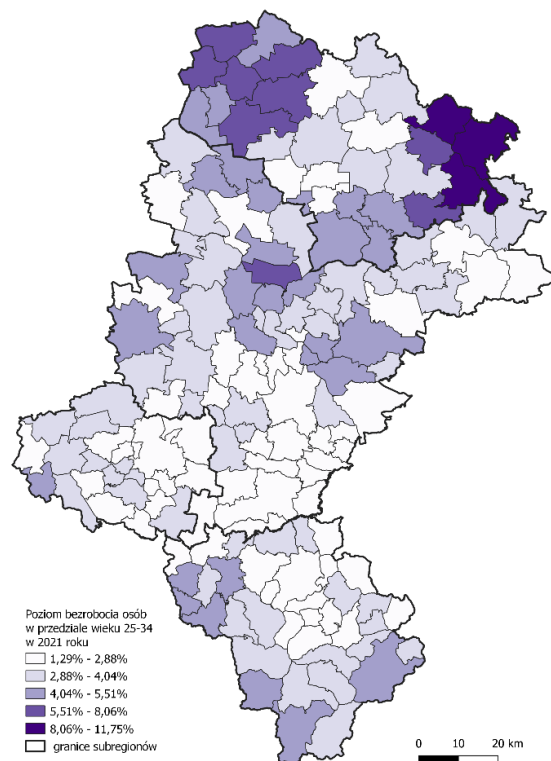 Poziom bezrobocia osób
w przedziale wieku 25-34
w 2021 roku
1,29% - 2,88%
2,88% - 4,04%
4,04% - 5,51%
5,51% - 8,06%
8,06% - 11,75%
granice subregionów
0 10 20 km